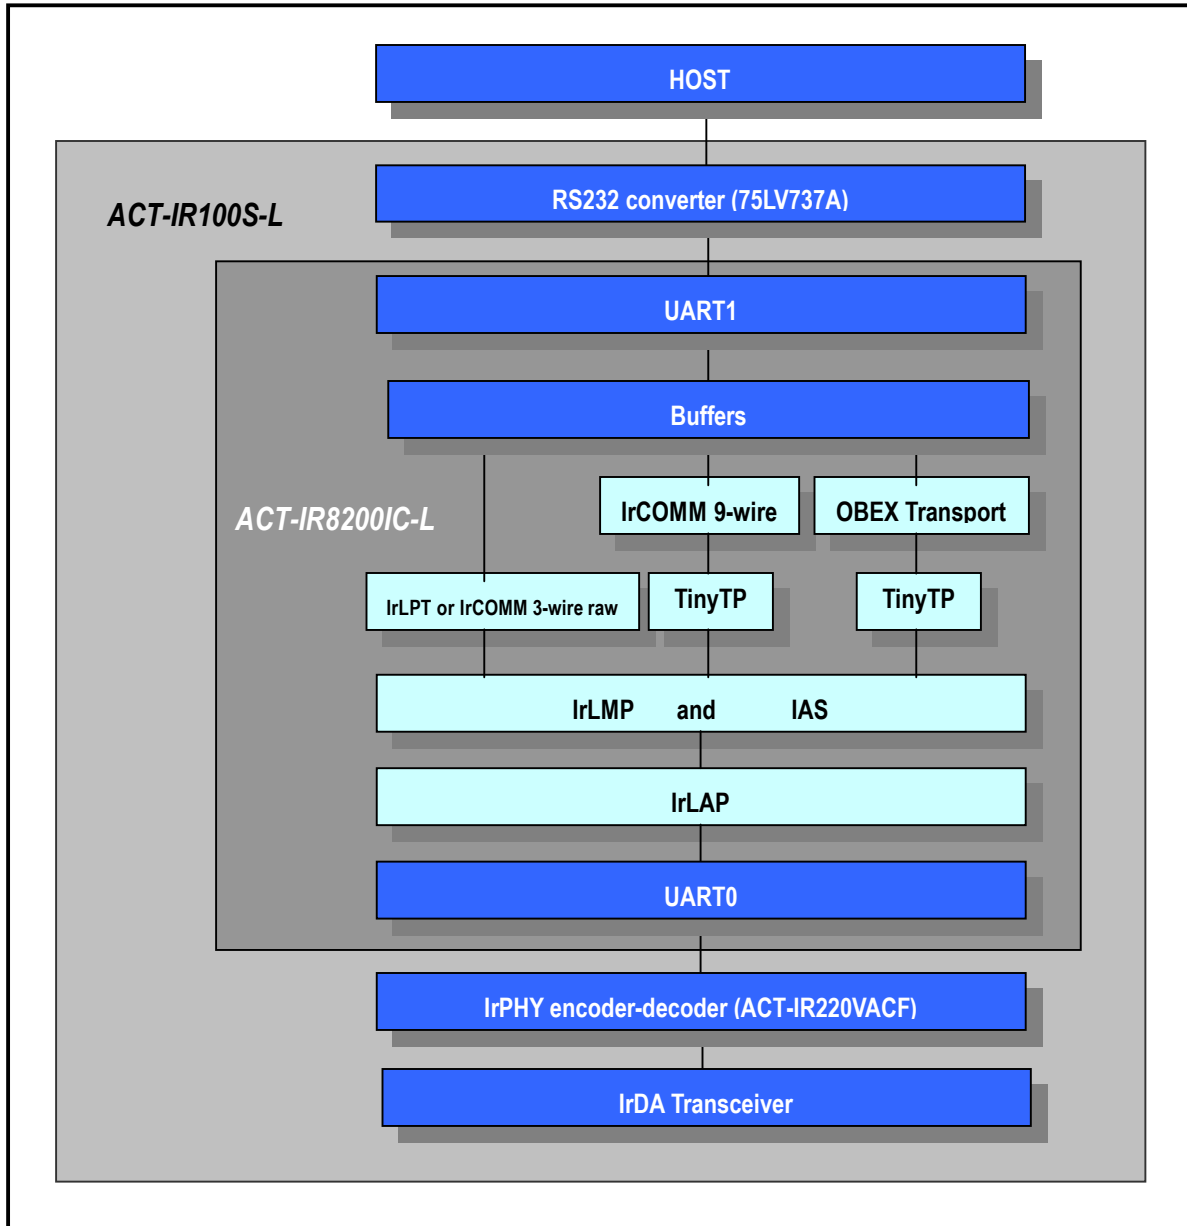 HOST
RS232 converter (75LV737A)
ACT-IR100S-L
UART1
Buffers
IrCOMM 9-wire
OBEX Transport
ACT-IR8200IC-L
IrLPT or IrCOMM 3-wire raw
TinyTP
TinyTP
IrLMP and IAS
IrLAP
UART0
IrPHY encoder-decoder (ACT-IR220VACF)
IrDA Transceiver